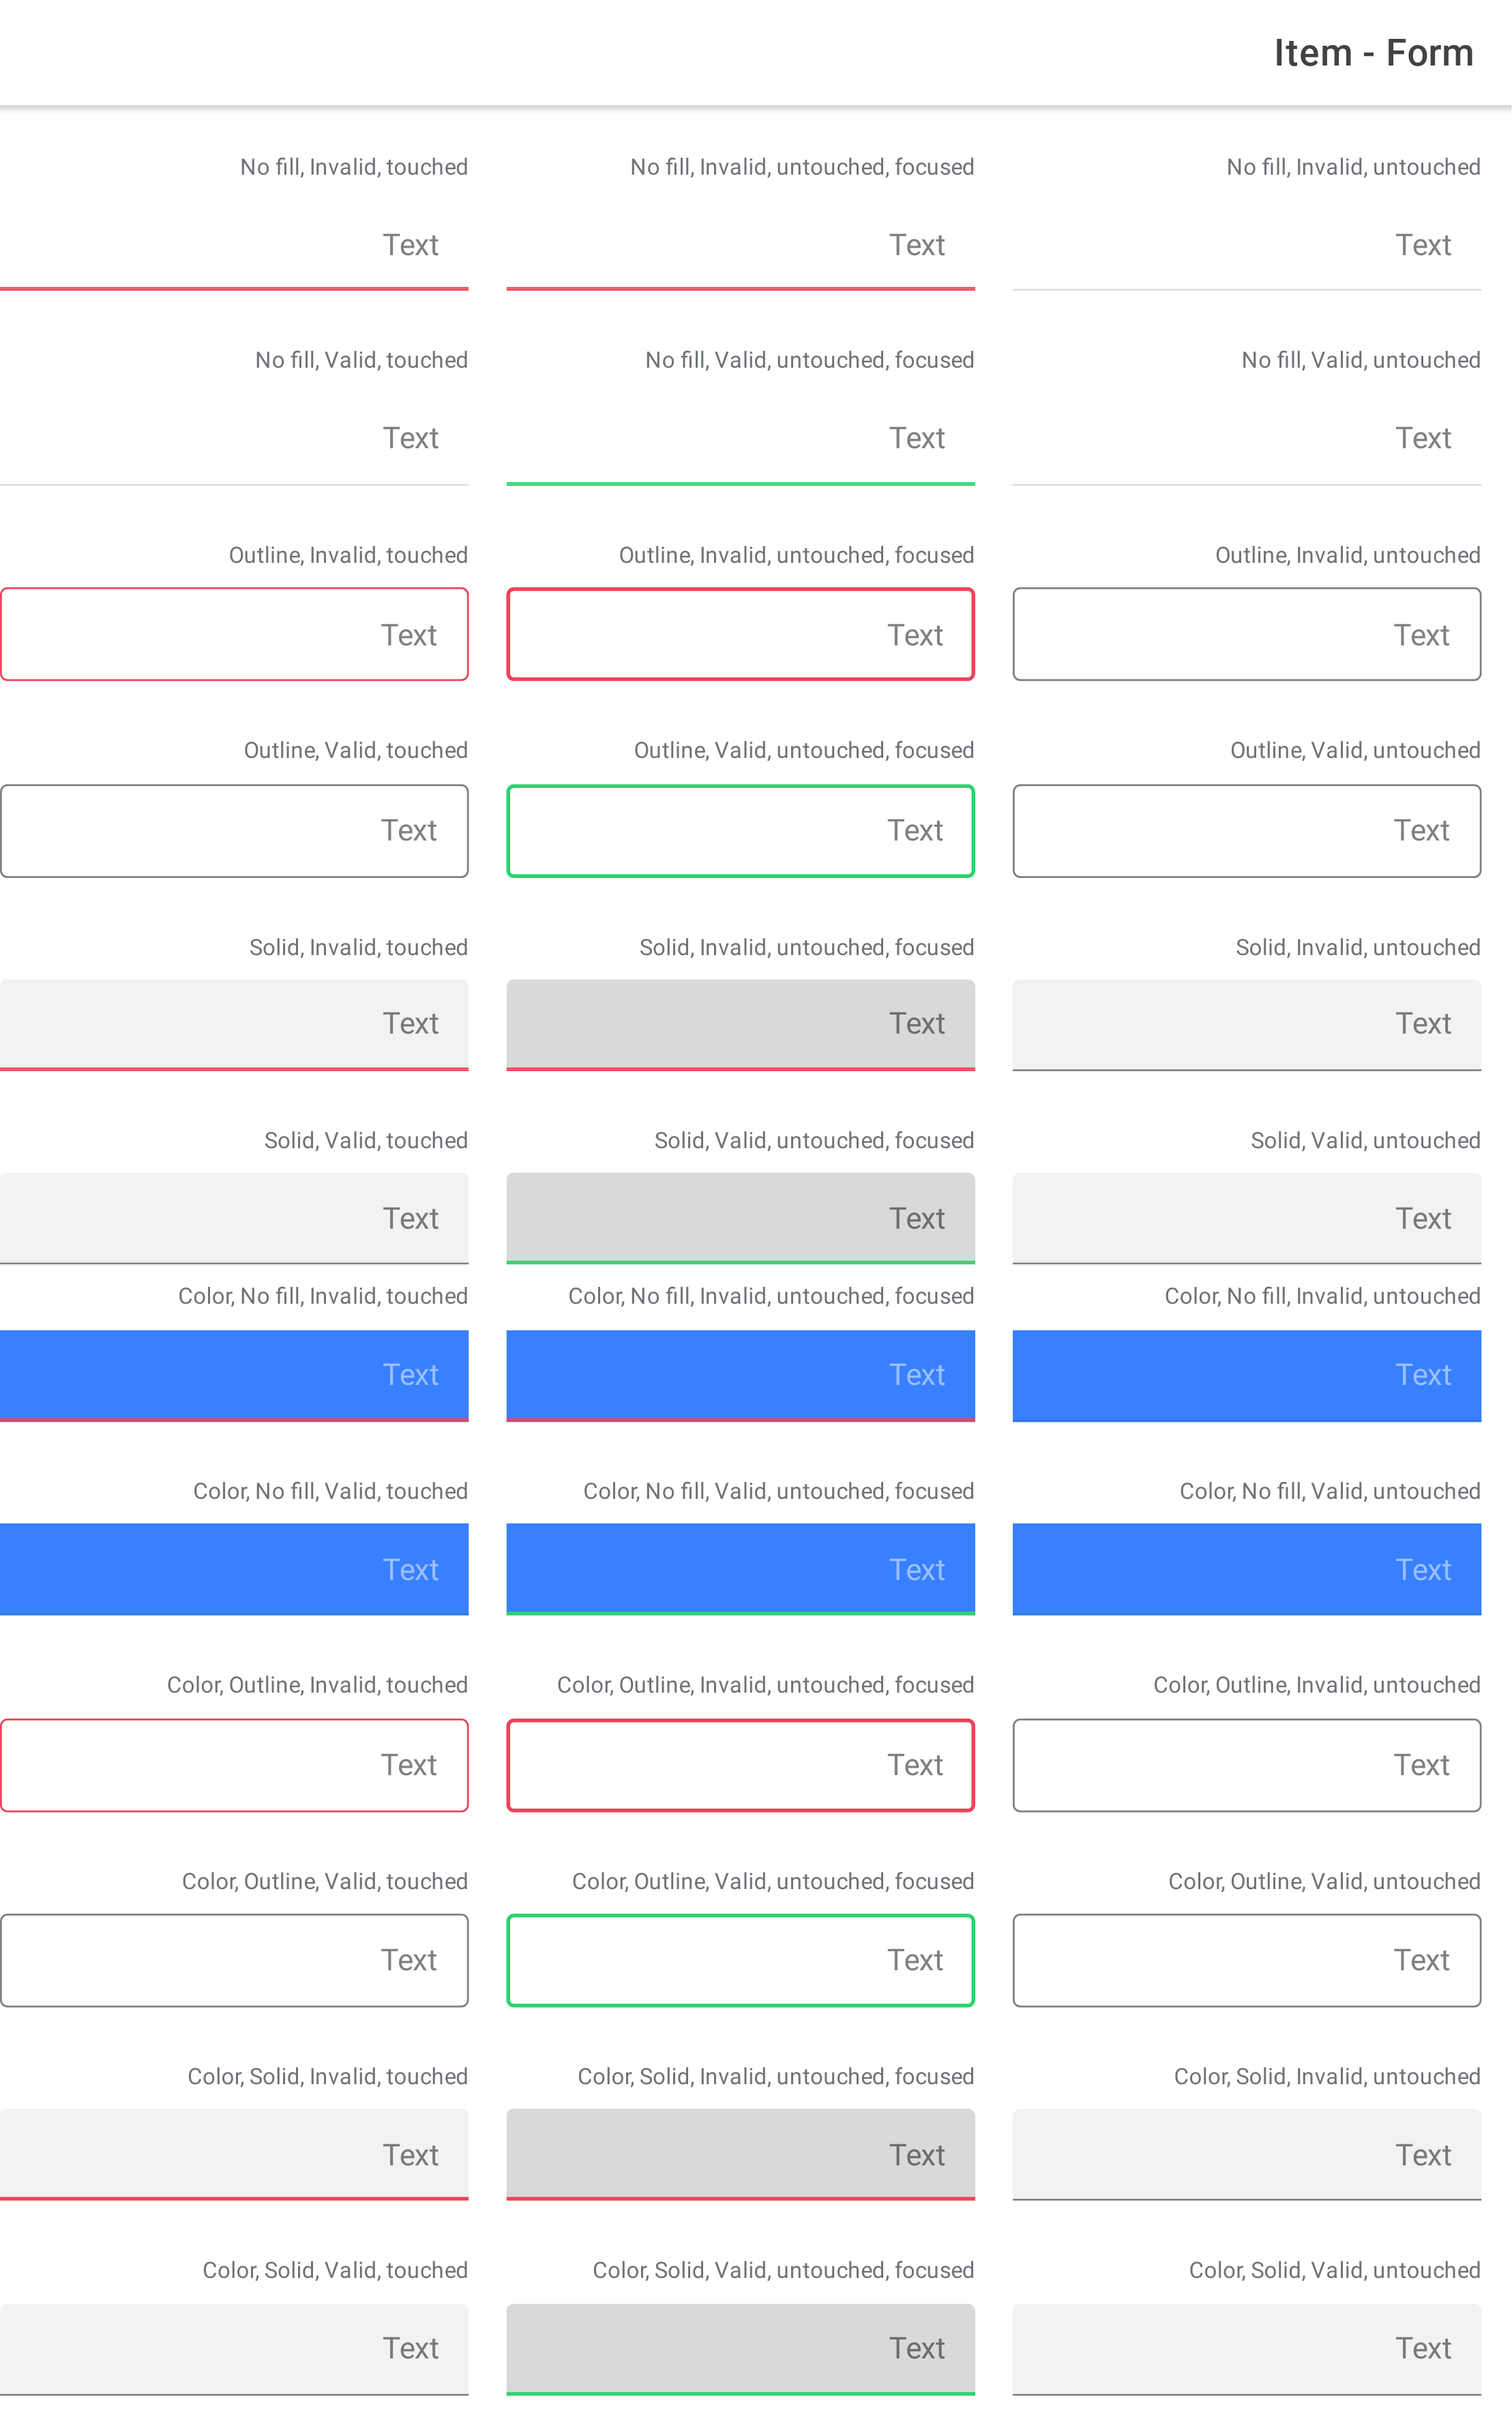 Item - Form
No fill, Invalid, touched
No fill, Invalid, untouched, focused
No fill, Invalid, untouched
Text
Text
Text
No fill, Valid, touched
No fill, Valid, untouched, focused
No fill, Valid, untouched
Text
Text
Text
Outline, Invalid, touched
Outline, Invalid, untouched, focused
Outline, Invalid, untouched
Text
Text
Text
Outline, Valid, touched
Outline, Valid, untouched, focused
Outline, Valid, untouched
Text
Text
Text
Solid, Invalid, touched
Solid, Invalid, untouched, focused
Solid, Invalid, untouched
Text
Text
Text
Solid, Valid, touched
Solid, Valid, untouched, focused
Solid, Valid, untouched
Text
Text
Text
Color, No fill, Invalid, touched
Color, No fill, Invalid, untouched, focused
Color, No fill, Invalid, untouched
Text
Text
Text
Color, No fill, Valid, touched
Color, No fill, Valid, untouched, focused
Color, No fill, Valid, untouched
Text
Text
Text
Color, Outline, Invalid, touched
Color, Outline, Invalid, untouched, focused
Color, Outline, Invalid, untouched
Text
Text
Text
Color, Outline, Valid, touched
Color, Outline, Valid, untouched, focused
Color, Outline, Valid, untouched
Text
Text
Text
Color, Solid, Invalid, touched
Color, Solid, Invalid, untouched, focused
Color, Solid, Invalid, untouched
Text
Text
Text
Color, Solid, Valid, touched
Color, Solid, Valid, untouched, focused
Color, Solid, Valid, untouched
Text
Text
Text